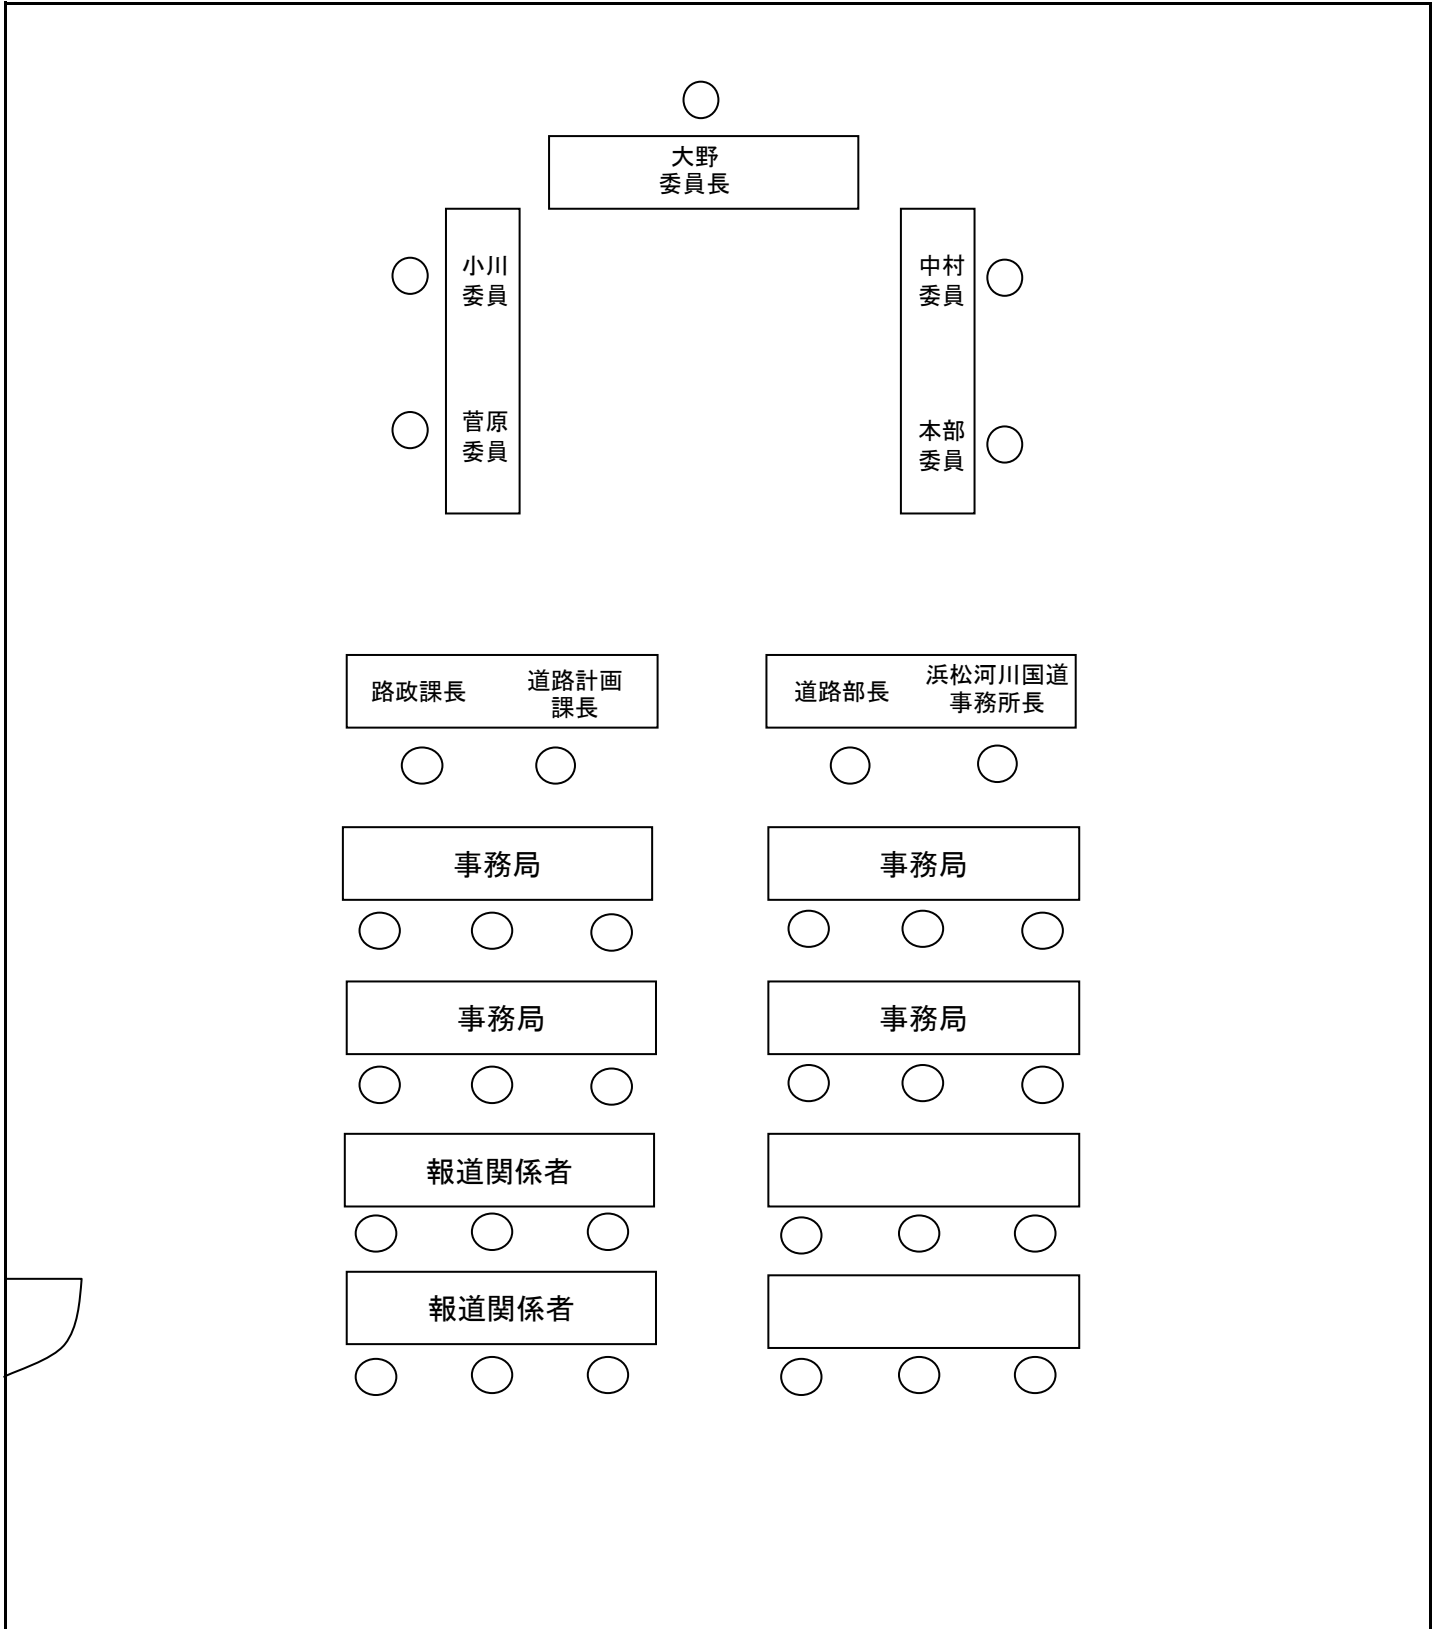 大野
委員長
小川
委員
中村
委員
菅原
委員
本部
委員
路政課長
道路計画
課長
道路部長
浜松河川国道
事務所長
事務局
事務局
事務局
事務局
報道関係者
報道関係者